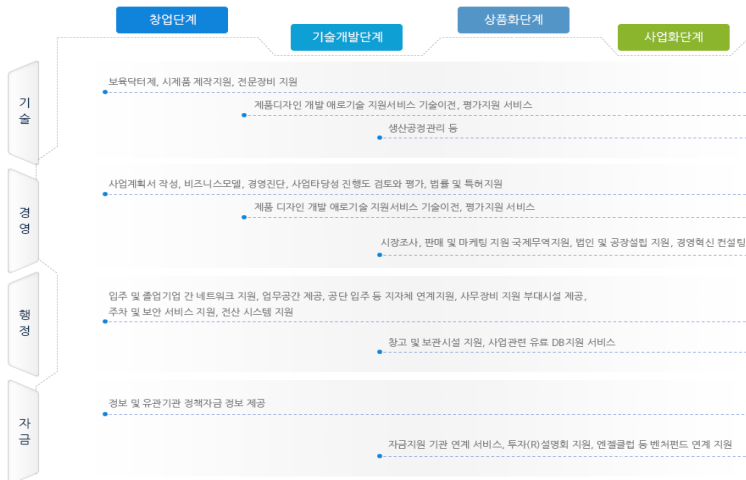 창업단계
기술개발단계
상품화단계
사업화단계
기술
보육닥터제, 시제품 제작지원, 전문장비 지원
제품디자인 개발 애로기술 지원서비스 기술이전, 평가지원 서비스
생산공정관리 등
경영
사업계획서 작성, 비즈니스모델, 경영진단, 사업타당성 진행도 검토와 평가, 법률 및 특허지원
제품 디자인 개발 애로기술 지원서비스 기술이전, 평가지원 서비스
시장조사, 판매 및 마케팅 지원 국제무역지원, 법인 및 공장설립 지원, 경영혁신 컨설팅
행정
입주 및 졸업기업 간 네트워크 지원, 업무공간 제공, 공단 입주 등 지자체 연계지원, 사무장비 지원 부대시설 제공,
주차 및 보안 서비스 지원, 전산 시스템 지원
창고 및 보관시설 지원, 사업관련 유료 DB지원 서비스
자금
정보 및 유관기관 정책자금 정보 제공
자금지원 기관 연계 서비스, 투자(R)설명회 지원, 엔젤클럽 등 벤처펀드 연계 지원